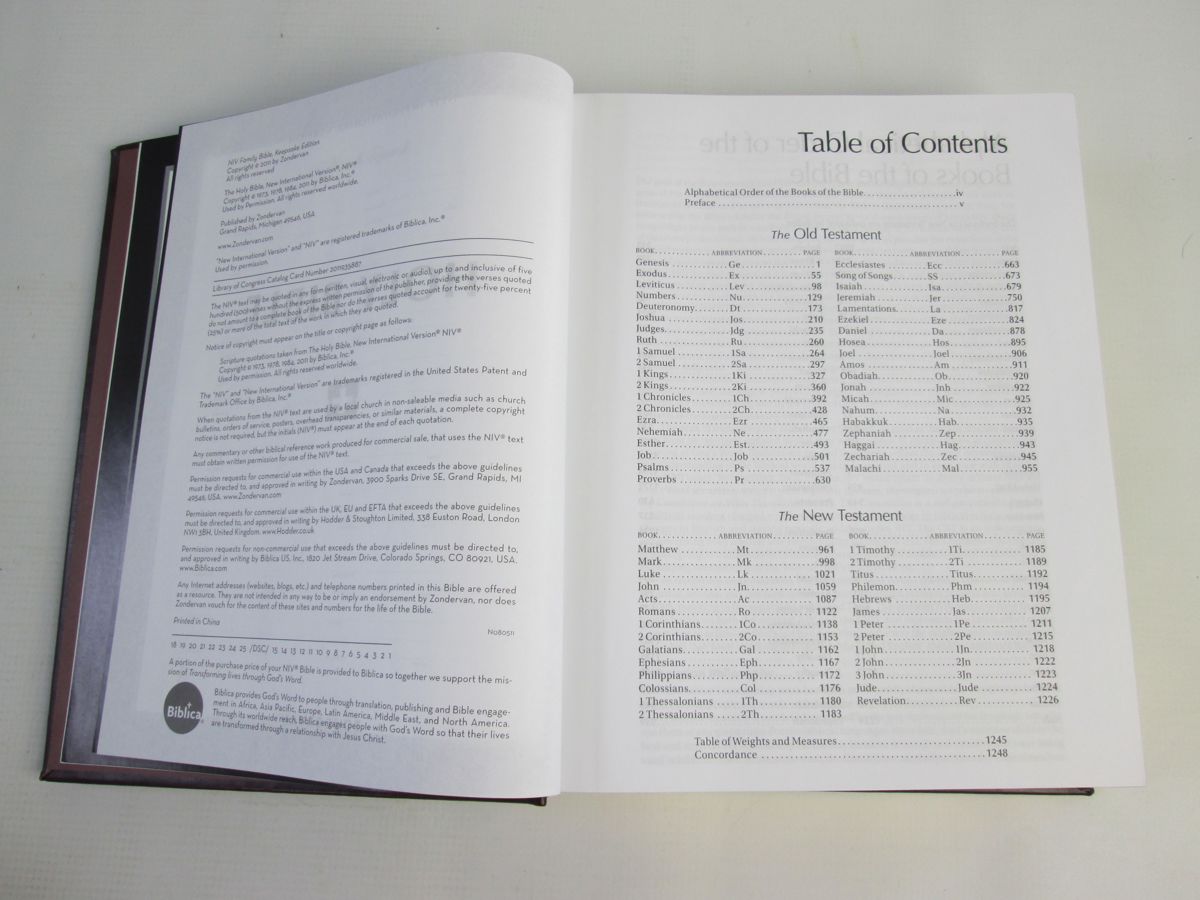 NIV Family Bible, Keepsake Edition
Copyright © 2011 by Zondervan
All rights reserved
The Holy Bible, New International Version®, NIV®
Copyright © 1973, 1978, 1984, 2011 by Biblica, Inc.®
Used by Permission. All rights reserved worldwide.
Published by Zondervan
Grand Rapids, Michigan 49546, USA
www.Zondervan.com
"New International Version" and "NIV" are registered trademarks of Biblica, Inc.®
Used by permission.
Library of Congress Catalog Card Number 2011935887
The NIV® text may be quoted in any form (written, visual, electronic or audio), up to and inclusive of five
hundred (500) verses without the express written permission of the publisher, providing the verses quoted
do not amount to a complete book of the Bible nor do the verses quoted account for twenty-five percent
(25%) or more of the total text of the work in which they are quoted.
Notice of copyright must appear on the title or copyright page as follows:
Scripture quotations taken from The Holy Bible, New International Version® NIV®
Copyright © 1973, 1978, 1984, 2011 by Biblica, Inc.®
Used by permission. All rights reserved worldwide.
The "NIV" and "New International Version" are trademarks registered in the United States Patent and
Trademark Office by Biblica, Inc.®
When quotations from the NIV® text are used by a local church in non-saleable media such as church
bulletins, orders of service, posters, overhead transparencies, or similar materials, a complete copyright
notice is not required, but the initials (NIV®) must appear at the end of each quotation.
Any commentary or other biblical reference work produced for commercial sale, that uses the NIV® text
must obtain written permission for use of the NIV® text.
Permission requests for commercial use within the USA and Canada that exceeds the above guidelines
must be directed to, and approved in writing by Zondervan, 3900 Sparks Drive SE, Grand Rapids, MI
49546, USA. www.Zondervan.com
Permission requests for commercial use within the UK, EU and EFTA that exceeds the above guidelines
must be directed to, and approved in writing by Hodder & Stoughton Limited, 338 Euston Road, London
NW1 3BH, United Kingdom. www.Hodder.co.uk
Permission requests for non-commercial use that exceeds the above guidelines must be directed to,
and approved in writing by Biblica US, Inc., 1820 Jet Stream Drive, Colorado Springs, CO 80921, USA.
www.Biblica.com
Any Internet addresses (websites, blogs, etc.) and telephone numbers printed in this Bible are offered
as a resource. They are not intended in any way to be or imply an endorsement by Zondervan, nor does
Zondervan vouch for the content of these sites and numbers for the life of the Bible.
Printed in China
N080511
18 19 20 21 22 23 24 25 /DSC/ 15 14 13 12 11 10 9 8 7 6 5 4 3 2 1
A portion of the purchase price of your NIV® Bible is provided to Biblica so together we support the mis-
sion of Transforming lives through God's Word.
Biblica
Biblica provides God's Word to people through translation, publishing and Bible engage-
ment in Africa, Asia Pacific, Europe, Latin America, Middle East, and North America.
Through its worldwide reach, Biblica engages people with God's Word so that their lives
are transformed through a relationship with Jesus Christ.
Table of Contents
Alphabetical Order of the Books of the Bible iv
Preface v
The Old Testament
BOOK ABBREVIATION PAGE
Genesis Ge 1
Exodus Ex 55
Leviticus Lev 98
Numbers Nu 129
Deuteronomy Dt 173
Joshua Jos 210
Judges Jdg 235
Ruth Ru 260
1 Samuel 1Sa 264
2 Samuel 2Sa 297
1 Kings 1Ki 327
2 Kings 2Ki 360
1 Chronicles 1Ch 392
2 Chronicles 2Ch 428
Ezra Ezr 465
Nehemiah Ne 477
Esther Est 493
Job Job 501
Psalms Ps 537
Proverbs Pr 630
BOOK ABBREVIATION PAGE
Ecclesiastes Ecc 663
Song of Songs SS 673
Isaiah Isa 679
Jeremiah Jer 750
Lamentations La 817
Ezekiel Eze 824
Daniel Da 878
Hosea Hos 895
Joel Joel 906
Amos Am 911
Obadiah Ob 920
Jonah Jnh 922
Micah Mic 925
Nahum Na 932
Habakkuk Hab 935
Zephaniah Zep 939
Haggai Hag 943
Zechariah Zec 945
Malachi Mal 955
The New Testament
BOOK ABBREVIATION PAGE
Matthew Mt 961
Mark Mk 998
Luke Lk 1021
John Jn 1059
Acts Ac 1087
Romans Ro 1122
1 Corinthians 1Co 1138
2 Corinthians 2Co 1153
Galatians Gal 1162
Ephesians Eph 1167
Philippians Php 1172
Colossians Col 1176
1 Thessalonians 1Th 1180
2 Thessalonians 2Th 1183
BOOK ABBREVIATION PAGE
1 Timothy 1Ti 1185
2 Timothy 2Ti 1189
Titus Titus 1192
Philemon Phm 1194
Hebrews Heb 1195
James Jas 1207
1 Peter 1Pe 1211
2 Peter 2Pe 1215
1 John 1Jn 1218
2 John 2Jn 1222
3 John 3Jn 1223
Jude Jude 1224
Revelation Rev 1226
Table of Weights and Measures 1245
Concordance 1248